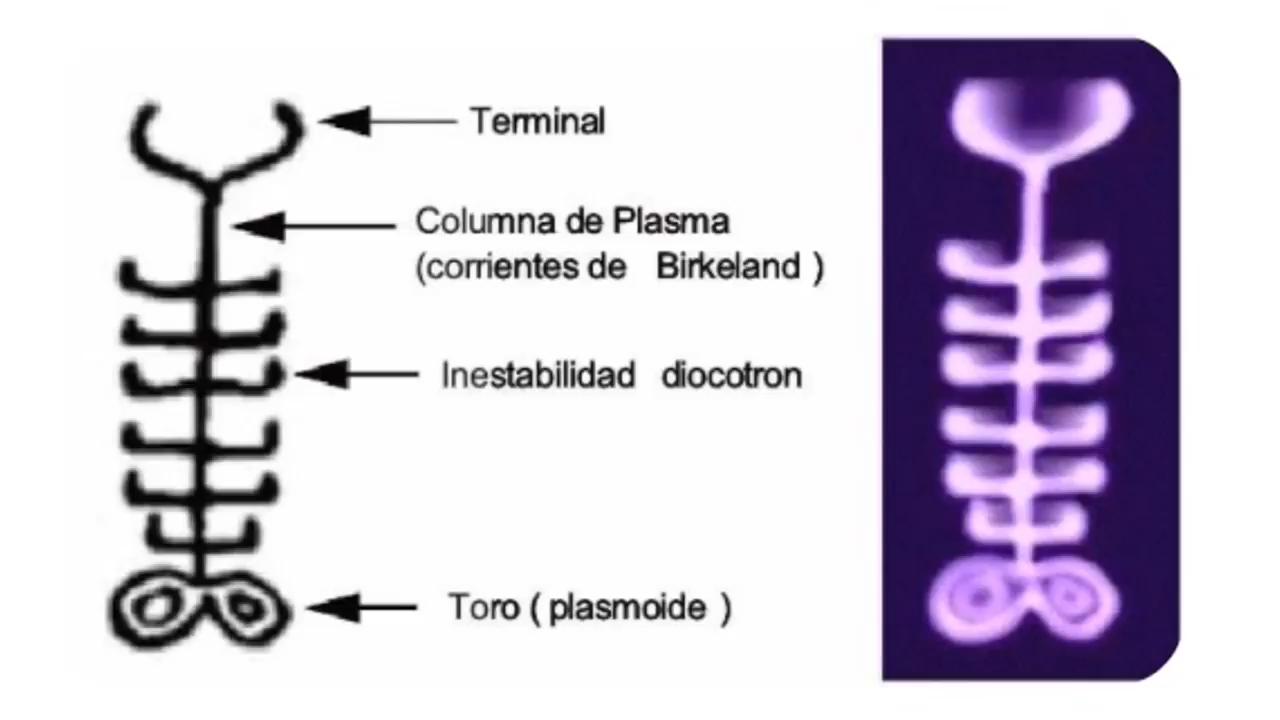 Terminal
Columna de Plasma
(corrientes de Birkeland )
Inestabilidad diocotron
Toro ( plasmoide )